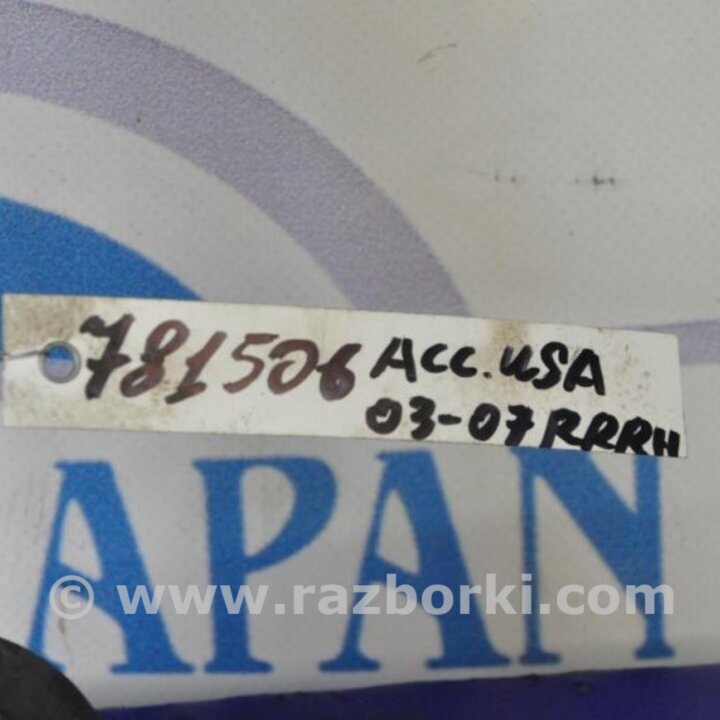 781506 Acc. USA
03-07 RRRH
APAN
© www.razborki.com